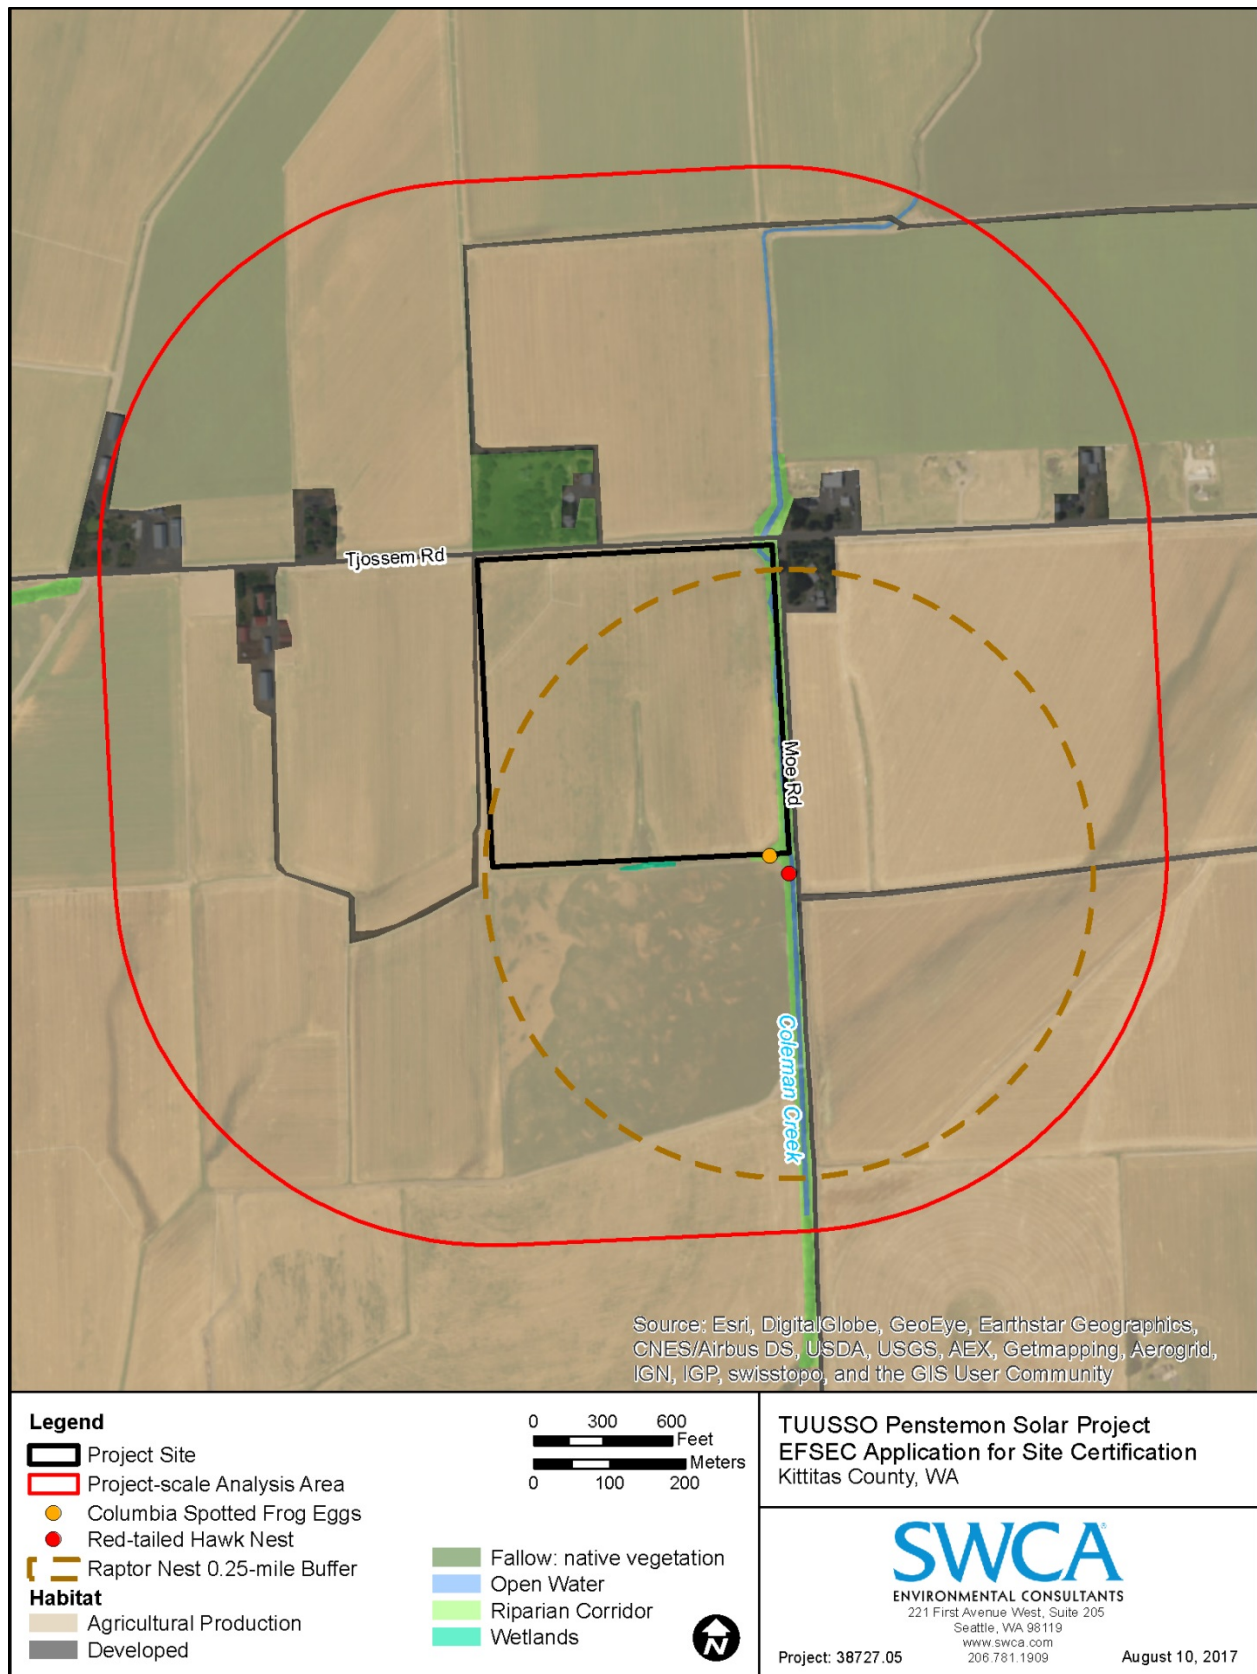 Tjossem Rd
Moe Rd
Coleman Creek
Source: Esri, DigitalGlobe, GeoEye, Earthstar Geographics,
CNES/Airbus DS, USDA, USGS, AEX, Getmapping, Aerogrid,
IGN, IGP, swisstopo, and the GIS User Community
Legend
Project Site
Project-scale Analysis Area
Columbia Spotted Frog Eggs
Red-tailed Hawk Nest
Raptor Nest 0.25-mile Buffer
Habitat
Agricultural Production
Developed
Fallow: native vegetation
Open Water
Riparian Corridor
Wetlands
0 300 600
Feet
Meters
0 100 200
N
TUUSSO Penstemon Solar Project
EFSEC Application for Site Certification
Kittitas County, WA
SWCA
ENVIRONMENTAL CONSULTANTS
221 First Avenue West, Suite 205
Seattle, WA 98119
www.swca.com
206.781.1909
Project: 38727.05
August 10, 2017